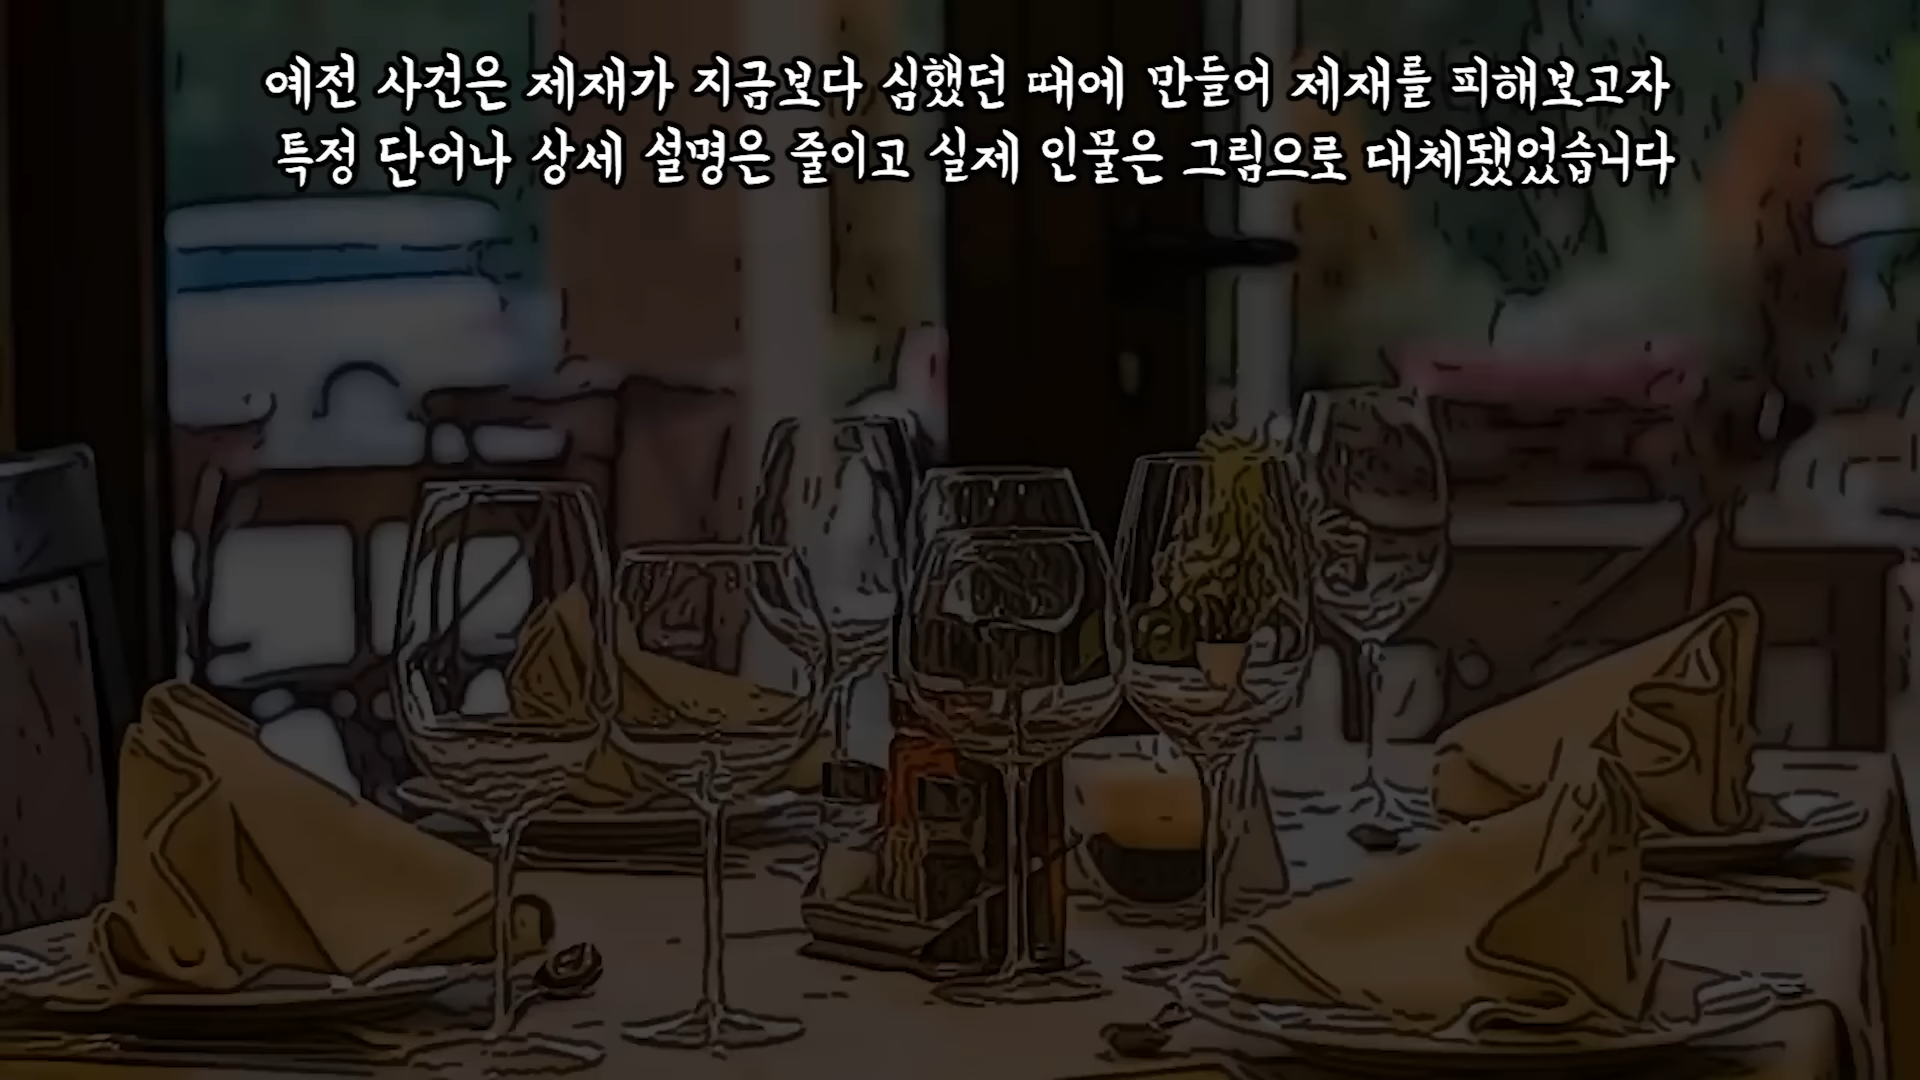 예전 사건은 제재가 지금보다 심했던 때에 만들어 제재를 피해보고자
특정 단어나 상세 설명은 줄이고 실제 인물은 그림으로 대체됐었습니다